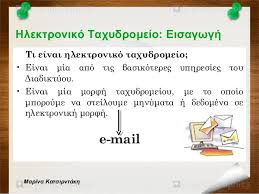 Ηλεκτρονικό Ταχυδρομείο: Εισαγωγή
Τι είναι ηλεκτρονικό ταχυδρομείο;
• Είναι μία από τις βασικότερες υπηρεσίες του
Διαδικτύου.
• Είναι μία μορφή ταχυδρομείου, με το οποίο
μπορούμε να στείλουμε μηνύματα ή δεδομένα σε
ηλεκτρονική μορφή.
e-mail
Μαρίνα Κατσιρντάκη